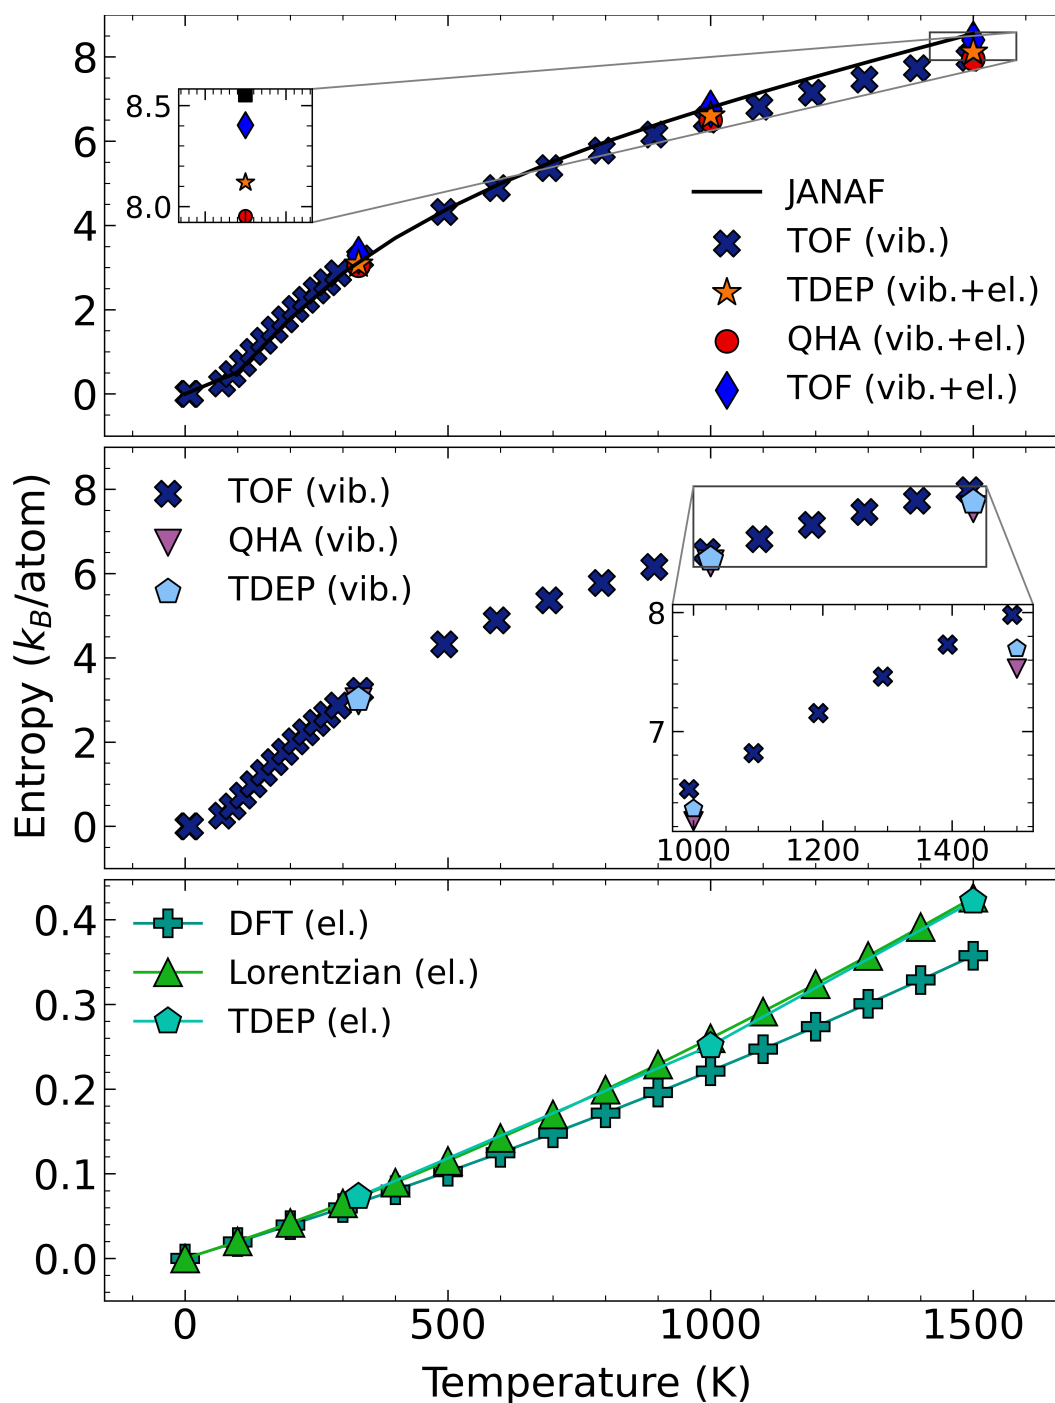 8
6
4
2
0
8.5
8.0
JANAF
TOF (vib.)
TDEP (vib.+el.)
QHA (vib.+el.)
TOF (vib.+el.)
Entropy (k_B/atom)
8
6
4
2
0
TOF (vib.)
QHA (vib.)
TDEP (vib.)
8
7
1000 1200 1400
0.4
0.3
0.2
0.1
0.0
DFT (el.)
Lorentzian (el.)
TDEP (el.)
0 500 1000 1500
Temperature (K)